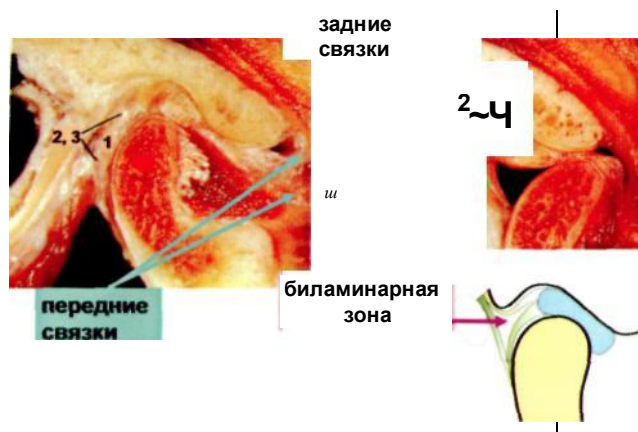 задние
связки
2~Ч
2, 3
1
ш
передние
связки
биламинарная
зона